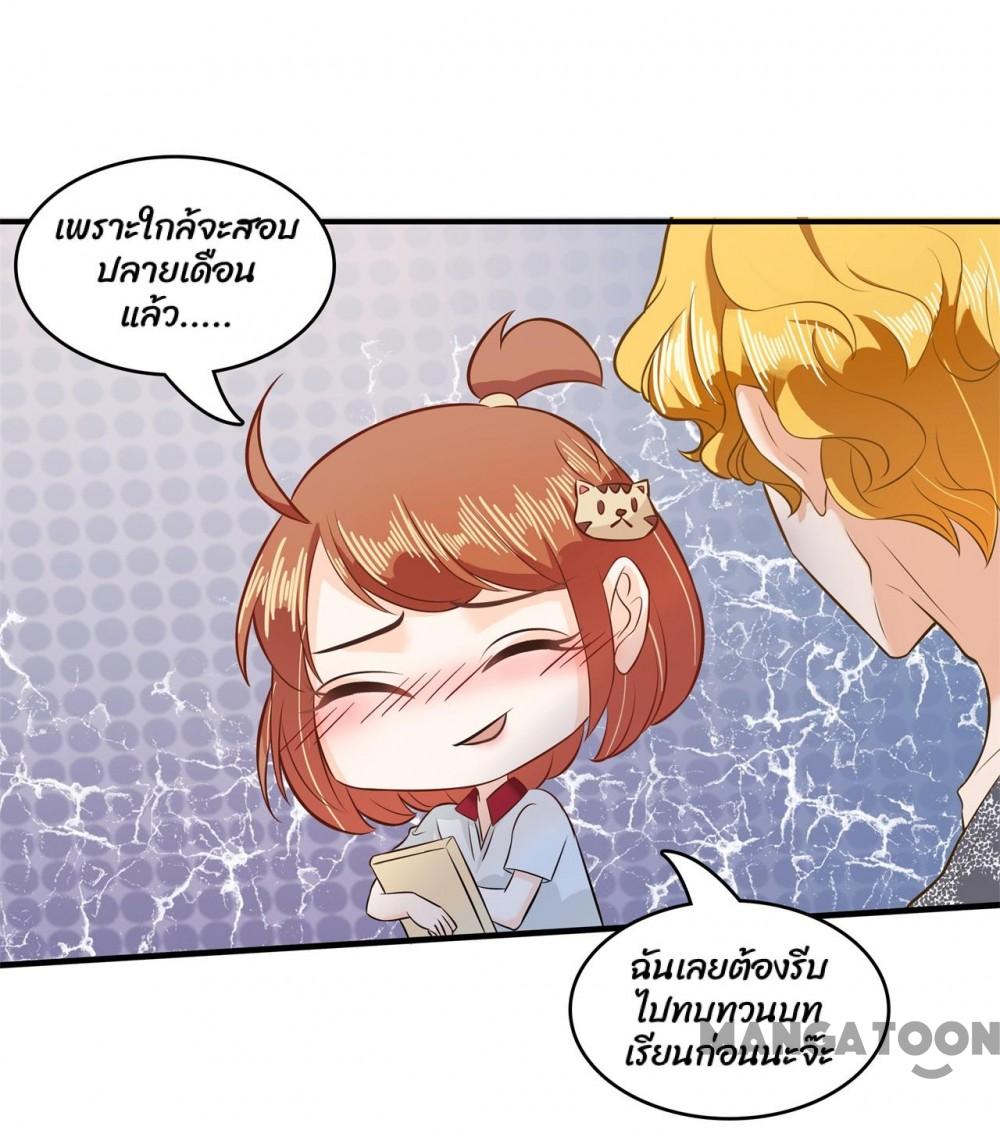 เพราะใกล้จะสอบ
ปลายเดือน
แล้ว.....
ฉันเลยต้องรีบ
ไปทบทวนบท
เรียนก่อนนะจ๊ะ
MANGATOON